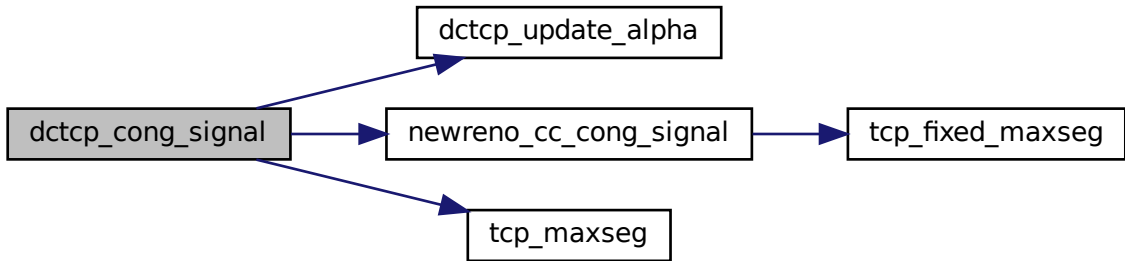 dctcp_update_alpha
dctcp_cong_signal
newreno_cc_cong_signal
tcp_fixed_maxseg
tcp_maxseg